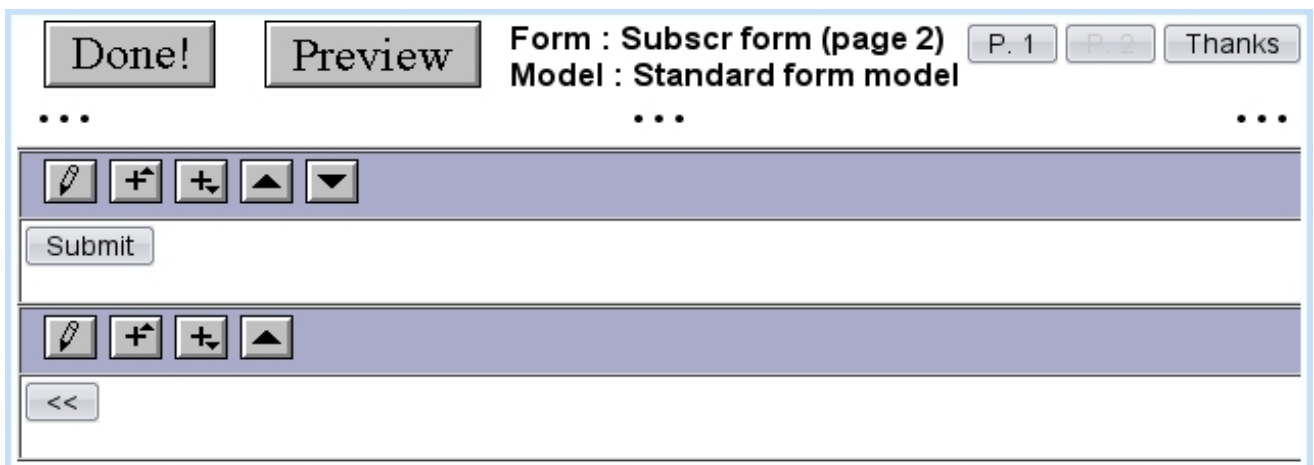 Done! Preview Form : Subscr form (page 2) P. 1 P. 2 Thanks
Model : Standard form model
... ... ...
Submit
<<